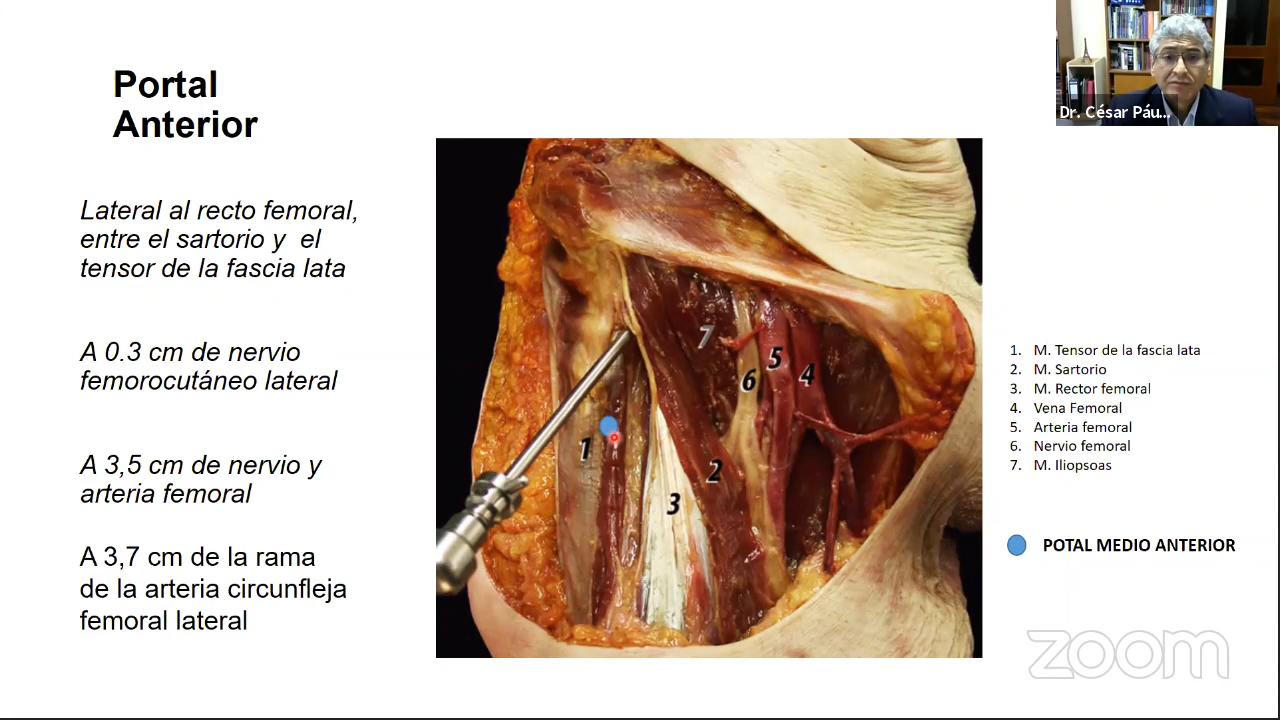 Portal
Anterior
Lateral al recto femoral,
entre el sartorio y el
tensor de la fascia lata
A 0.3 cm de nervio
femorocutáneo lateral
A 3,5 cm de nervio y
arteria femoral
A 3,7 cm de la rama
de la arteria circunfleja
femoral lateral
7
5
4
6
1
2
3
Dr. César Páu...
1. M. Tensor de la fascia lata
2. M. Sartorio
3. M. Rector femoral
4. Vena Femoral
5. Arteria femoral
6. Nervio femoral
7. M. Iliopsoas
POTAL MEDIO ANTERIOR
zoom